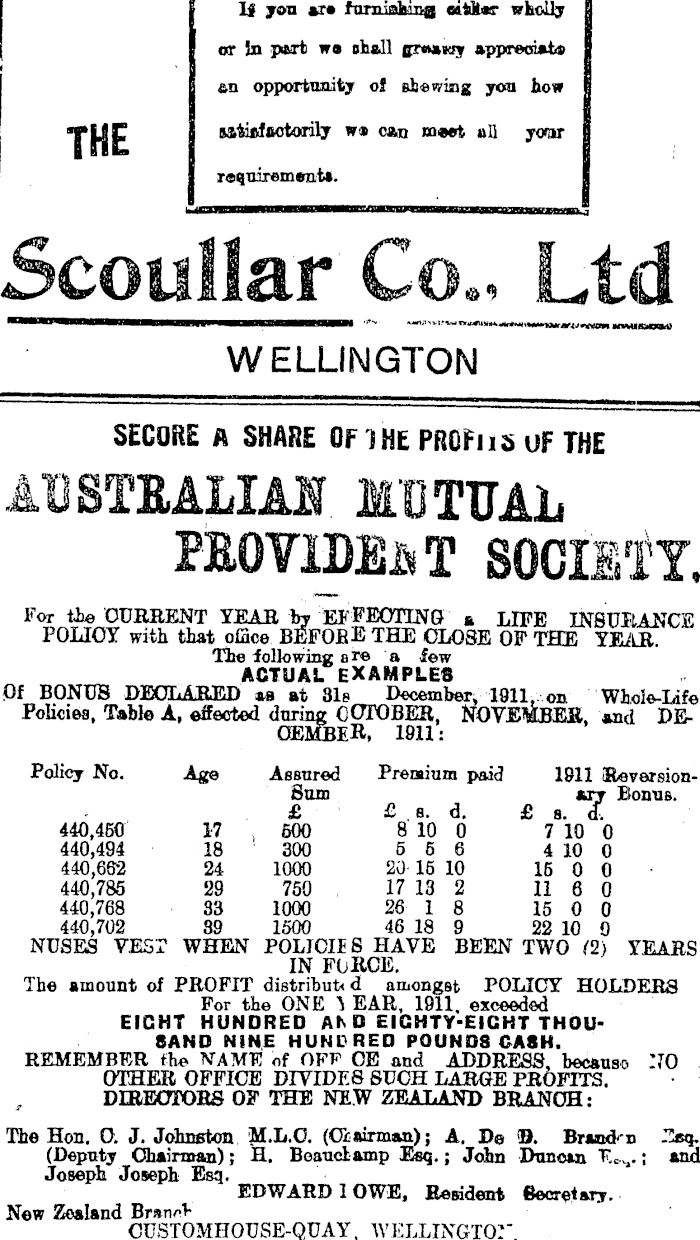 If you are furnishing either wholly
or in part we shall greatly appreciate
an opportunity of shewing you how
satisfactorily we can meet all your
requirements.
THE
Scoullar Co., Ltd
WELLINGTON
SECURE A SHARE OF THE PROFITS OF THE
AUSTRALIAN MUTUAL
PROVIDENT SOCIETY.
For the CURRENT YEAR by EFFECTING a LIFE INSURANCE
POLICY with that office BEFORE THE CLOSE OF THE YEAR.
The following are a few
ACTUAL EXAMPLES
Of BONUS DECLARED as at 31s December, 1911, on Whole-Life
Policies, Table A, effected during OCTOBER, NOVEMBER, and DE-
CEMBER, 1911:
Policy No. Age Assured Premium paid 1911 Reversion-
Sum ary Bonus.
£ £ s. d. £ s. d.
440,450 17 500 8 10 0 7 10 0
440,494 18 300 5 5 6 4 10 0
440,662 24 1000 20 15 10 15 0 0
440,785 29 750 17 13 2 11 6 0
440,768 33 1000 26 1 8 15 0 0
440,702 39 1500 46 18 9 22 10 0
NUSES VEST WHEN POLICIES HAVE BEEN TWO (2) YEARS
IN FORCE.
The amount of PROFIT distributed amongst POLICY HOLDERS
For the ONE YEAR, 1911, exceeded
EIGHT HUNDRED AND EIGHTY-EIGHT THOU-
SAND NINE HUNDRED POUNDS CASH.
REMEMBER the NAME of OFFICE and ADDRESS, because NO
OTHER OFFICE DIVIDES SUCH LARGE PROFITS.
DIRECTORS OF THE NEW ZEALAND BRANCH:
The Hon. C. J. Johnston M.L.C. (Chairman); A. De B. Brandon Esq.
(Deputy Chairman); H. Beauchamp Esq.; John Duncan Esq.; and
Joseph Joseph Esq.
EDWARD LOWE, Resident Secretary.
New Zealand Branch
CUSTOMHOUSE-QUAY, WELLINGTON.